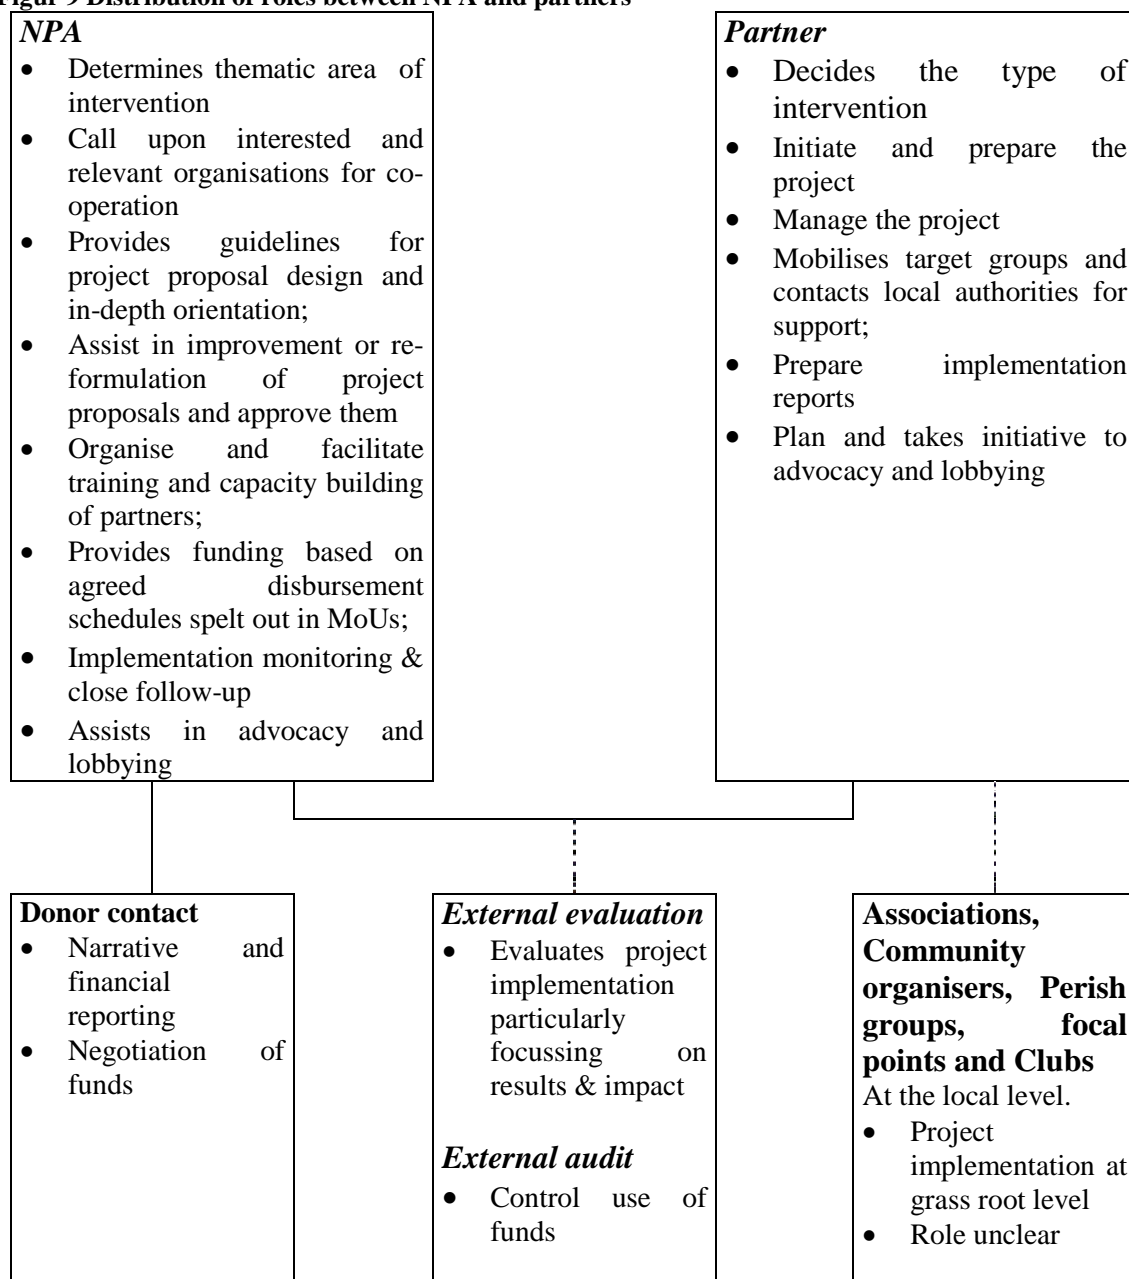 Figur 9 Distribution of roles between NPA and partners
NPA
• Determines thematic area of
intervention
• Call upon interested and
relevant organisations for co-
operation
• Provides guidelines for
project proposal design and
in-depth orientation;
• Assist in improvement or re-
formulation of project
proposals and approve them
• Organise and facilitate
training and capacity building
of partners;
• Provides funding based on
agreed disbursement
schedules spelt out in MoUs;
• Implementation monitoring &
close follow-up
• Assists in advocacy and
lobbying
Partner
• Decides the type of
intervention
• Initiate and prepare the
project
• Manage the project
• Mobilises target groups and
contacts local authorities for
support;
• Prepare implementation
reports
• Plan and takes initiative to
advocacy and lobbying
Donor contact
• Narrative and
financial
reporting
• Negotiation of
funds
External evaluation
• Evaluates project
implementation
particularly
focussing on
results & impact
External audit
• Control use of
funds
Associations,
Community
organisers, Perish
groups, focal
points and Clubs
At the local level.
• Project
implementation at
grass root level
• Role unclear